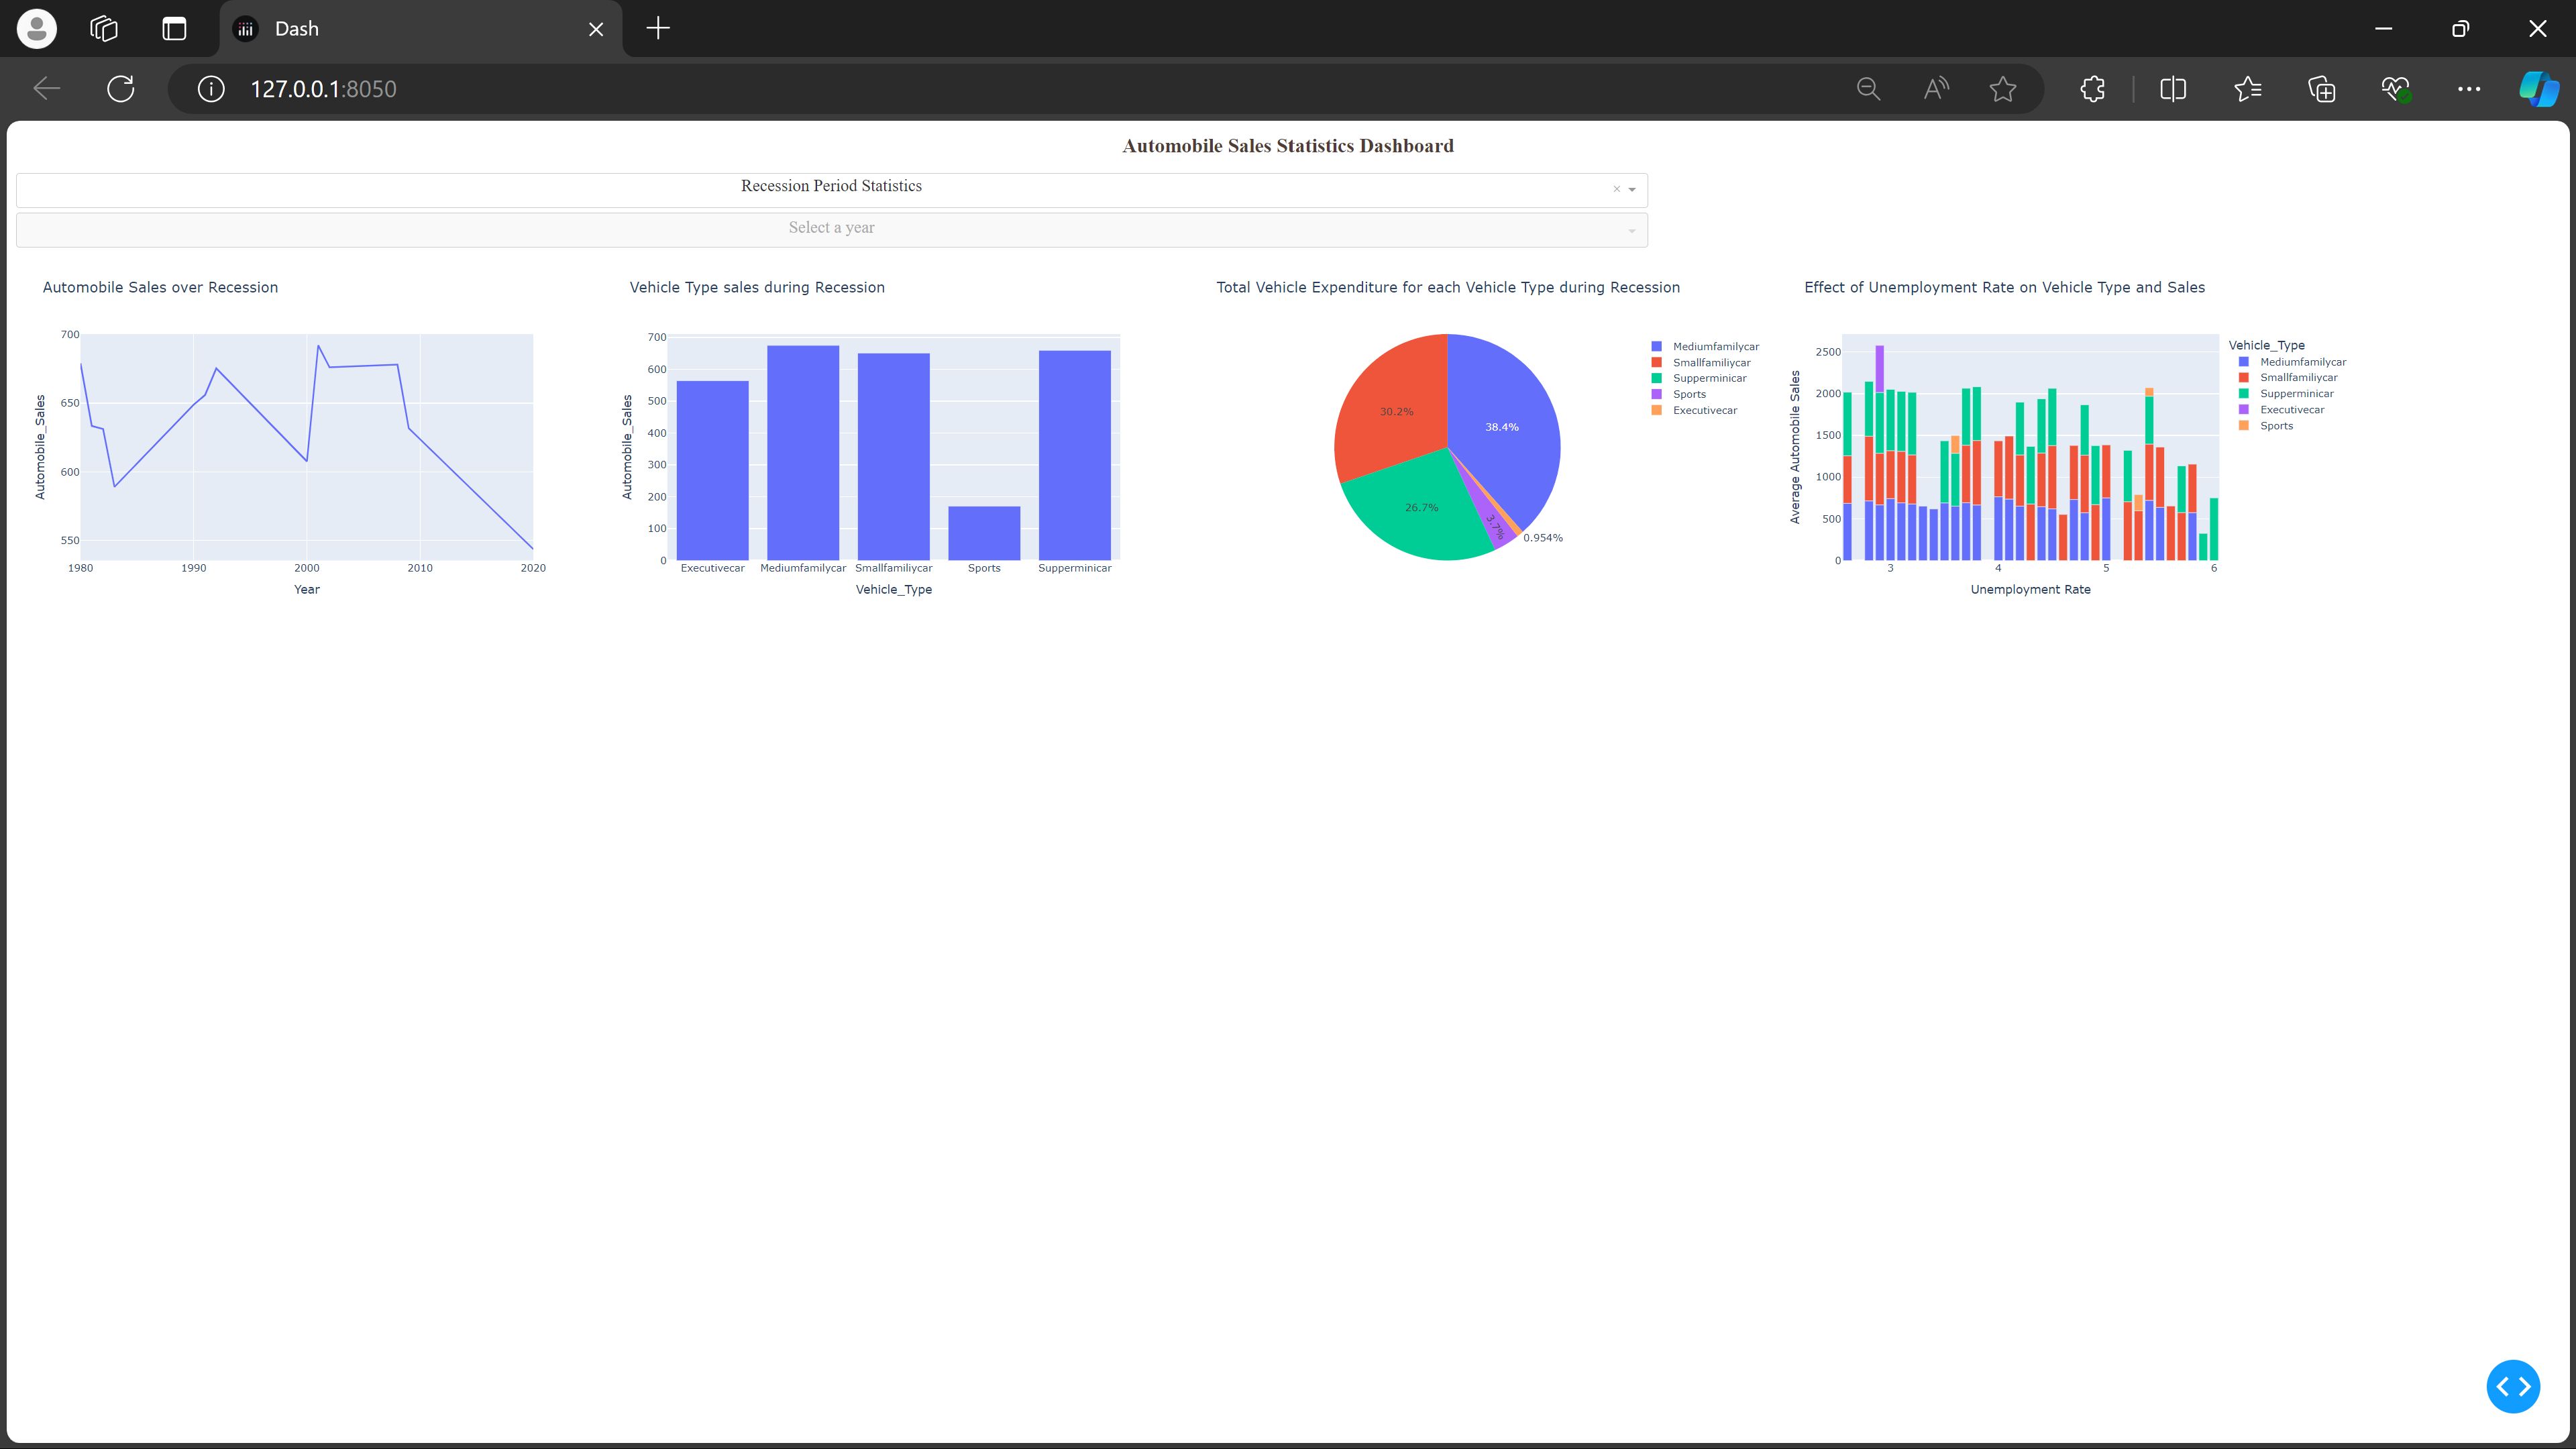 Dash
127.0.0.1:8050
Automobile Sales Statistics Dashboard
Recession Period Statistics
Select a year
Automobile Sales over Recession
700
650
600
550
Automobile_Sales
1980 1990 2000 2010 2020
Year
Vehicle Type sales during Recession
700
600
500
400
300
200
100
0
Automobile_Sales
Executivecar Mediumfamilycar Smallfamiliycar Sports Supperminicar
Vehicle_Type
Total Vehicle Expenditure for each Vehicle Type during Recession
30.2%
38.4%
26.7%
3.7%
0.954%
Mediumfamilycar
Smallfamiliycar
Supperminicar
Sports
Executivecar
Effect of Unemployment Rate on Vehicle Type and Sales
2500
2000
1500
1000
500
0
Average Automobile Sales
3 4 5 6
Unemployment Rate
Vehicle_Type
Mediumfamilycar
Smallfamiliycar
Supperminicar
Executivecar
Sports